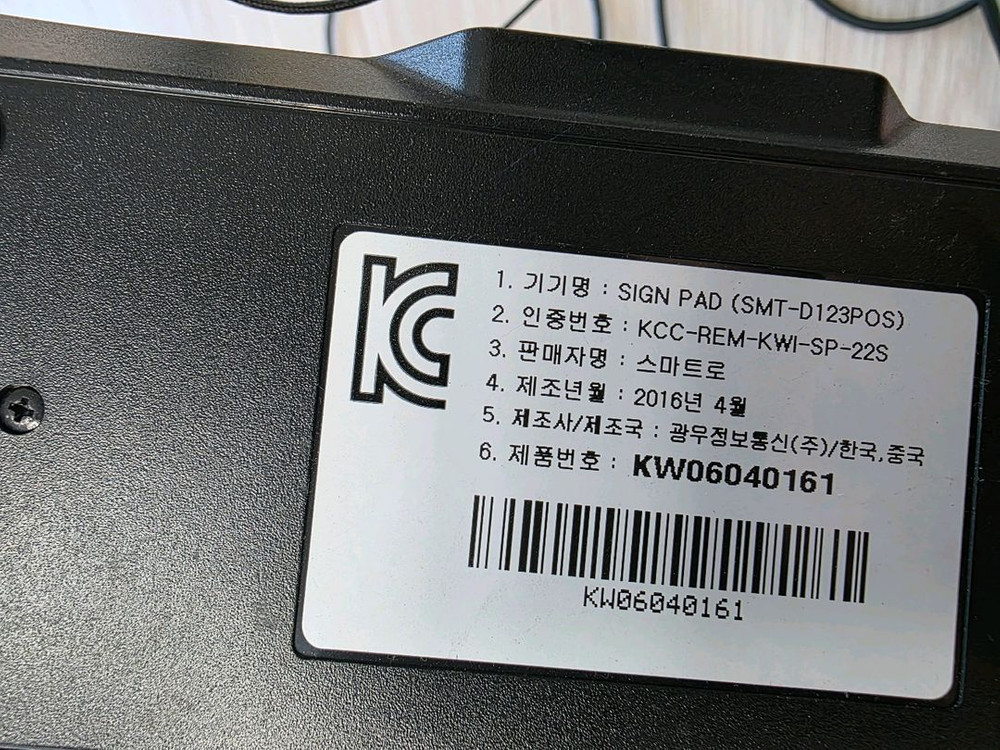 1. 기기명 : SIGN PAD (SMT-D123POS)
2. 인증번호 : KCC-REM-KWI-SP-22S
3. 판매자명 : 스마트로
4. 제조년월 : 2016년 4월
5. 제조사/제조국 : 광우정보통신(주)/한국,중국
6. 제품번호 : KW06040161
KW06040161